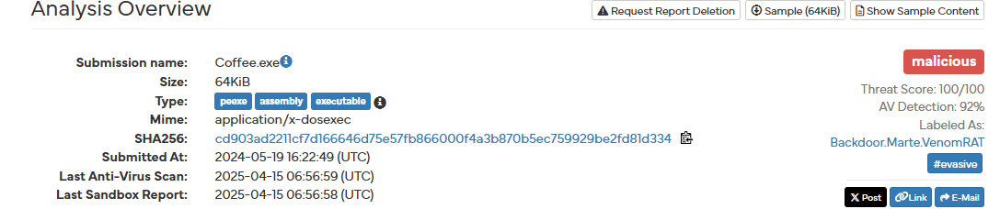 Analysis Overview
Request Report Deletion
Sample (64KiB)
Show Sample Content
Submission name: Coffee.exe
Size: 64KiB
Type: peexe assembly executable
Mime: application/x-dosexec
SHA256: cd903ad2211cf7d166646d75e57fb866000f4a3b870b5ec759929be2fd81d334
Submitted At: 2024-05-19 16:22:49 (UTC)
Last Anti-Virus Scan: 2025-04-15 06:56:59 (UTC)
Last Sandbox Report: 2025-04-15 06:56:58 (UTC)
malicious
Threat Score: 100/100
AV Detection: 92%
Labeled As:
Backdoor.Marte.VenomRAT
#evasive
X Post
Link
E-Mail